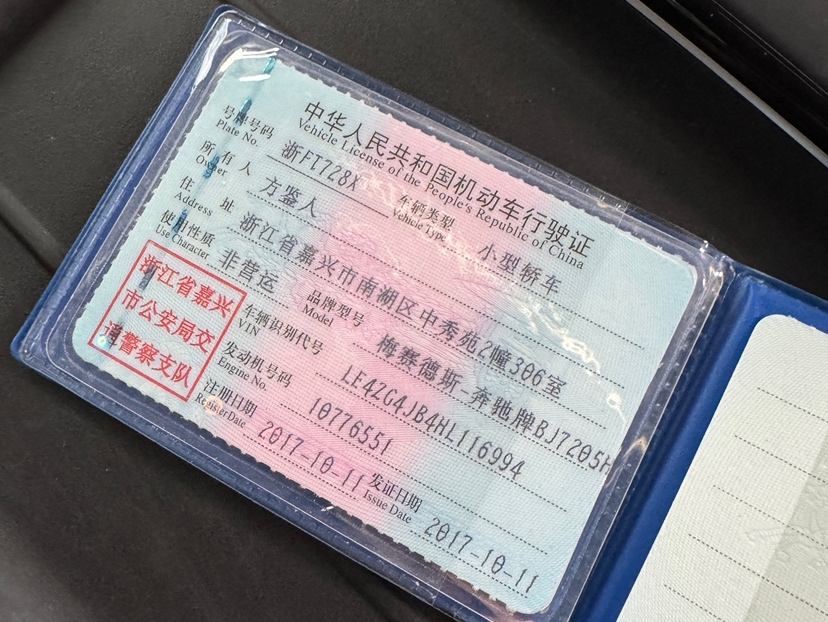 中华人民共和国机动车行驶证
Vehicle License of the People's Republic of China
号牌号码 浙FT728X 车辆类型 小型轿车
Plate No. Vehicle Type
所有人 方鉴人
Owner
住址 浙江省嘉兴市南湖区中秀苑2幢306室
Address
使用性质 非营运 品牌型号 梅赛德斯-奔驰牌BJ7205H
Use Character Model
浙江省嘉兴
市公安局交
通警察支队
车辆识别代号 LE4ZG4JB4HL116994
VIN
发动机号码 10776551
Engine No.
注册日期 2017-10-11 发证日期 2017-10-11
Register Date Issue Date